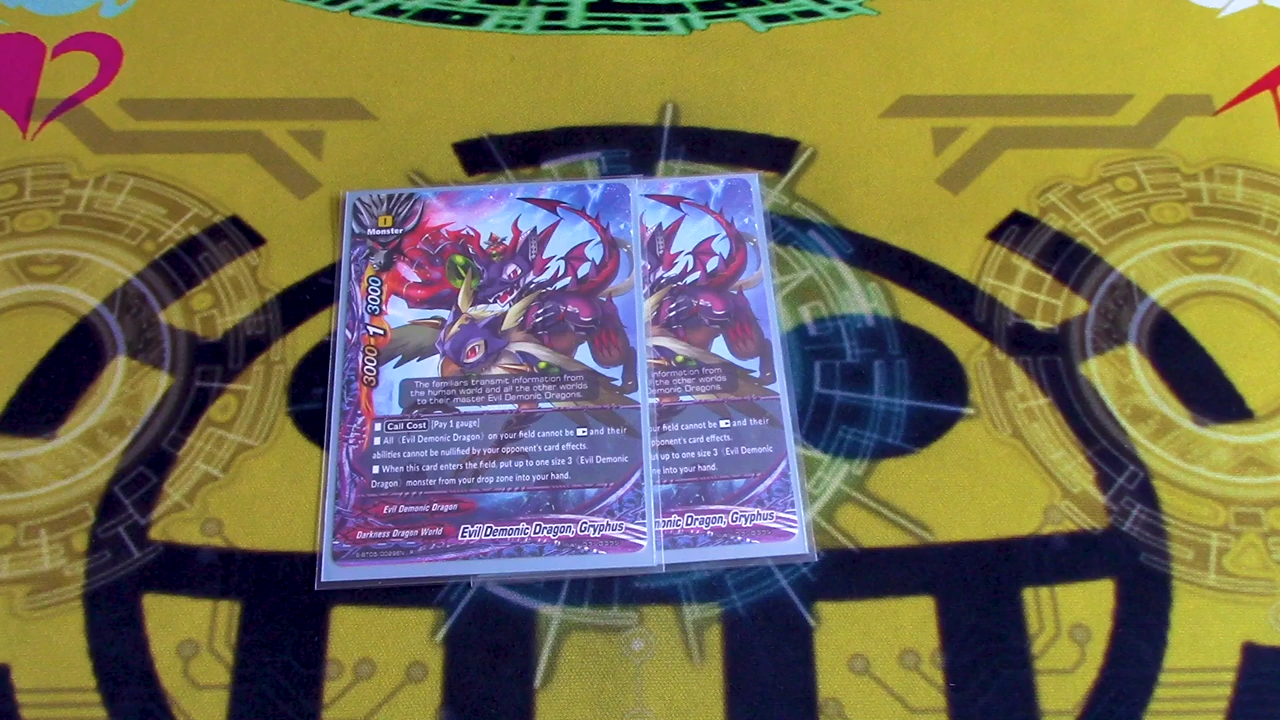 I
Monster
3000 1 3000
The familiars transmit information from
the human world and all the other worlds
to their master Evil Demonic Dragons.
Call Cost [Pay 1 gauge]
All 《Evil Demonic Dragon》 on your field cannot be and their
abilities cannot be nullified by your opponent's card effects.
When this card enters the field, put up to one size 3 《Evil Demonic
Dragon》 monster from your drop zone into your hand.
Evil Demonic Dragon
Darkness Dragon World
Evil Demonic Dragon, Gryphus
information from
the other worlds
Demonic Dragons.
your field cannot be and their
opponent's card effects.
up to one size 3 《Evil Demonic
into your hand.
monic Dragon, Gryphus